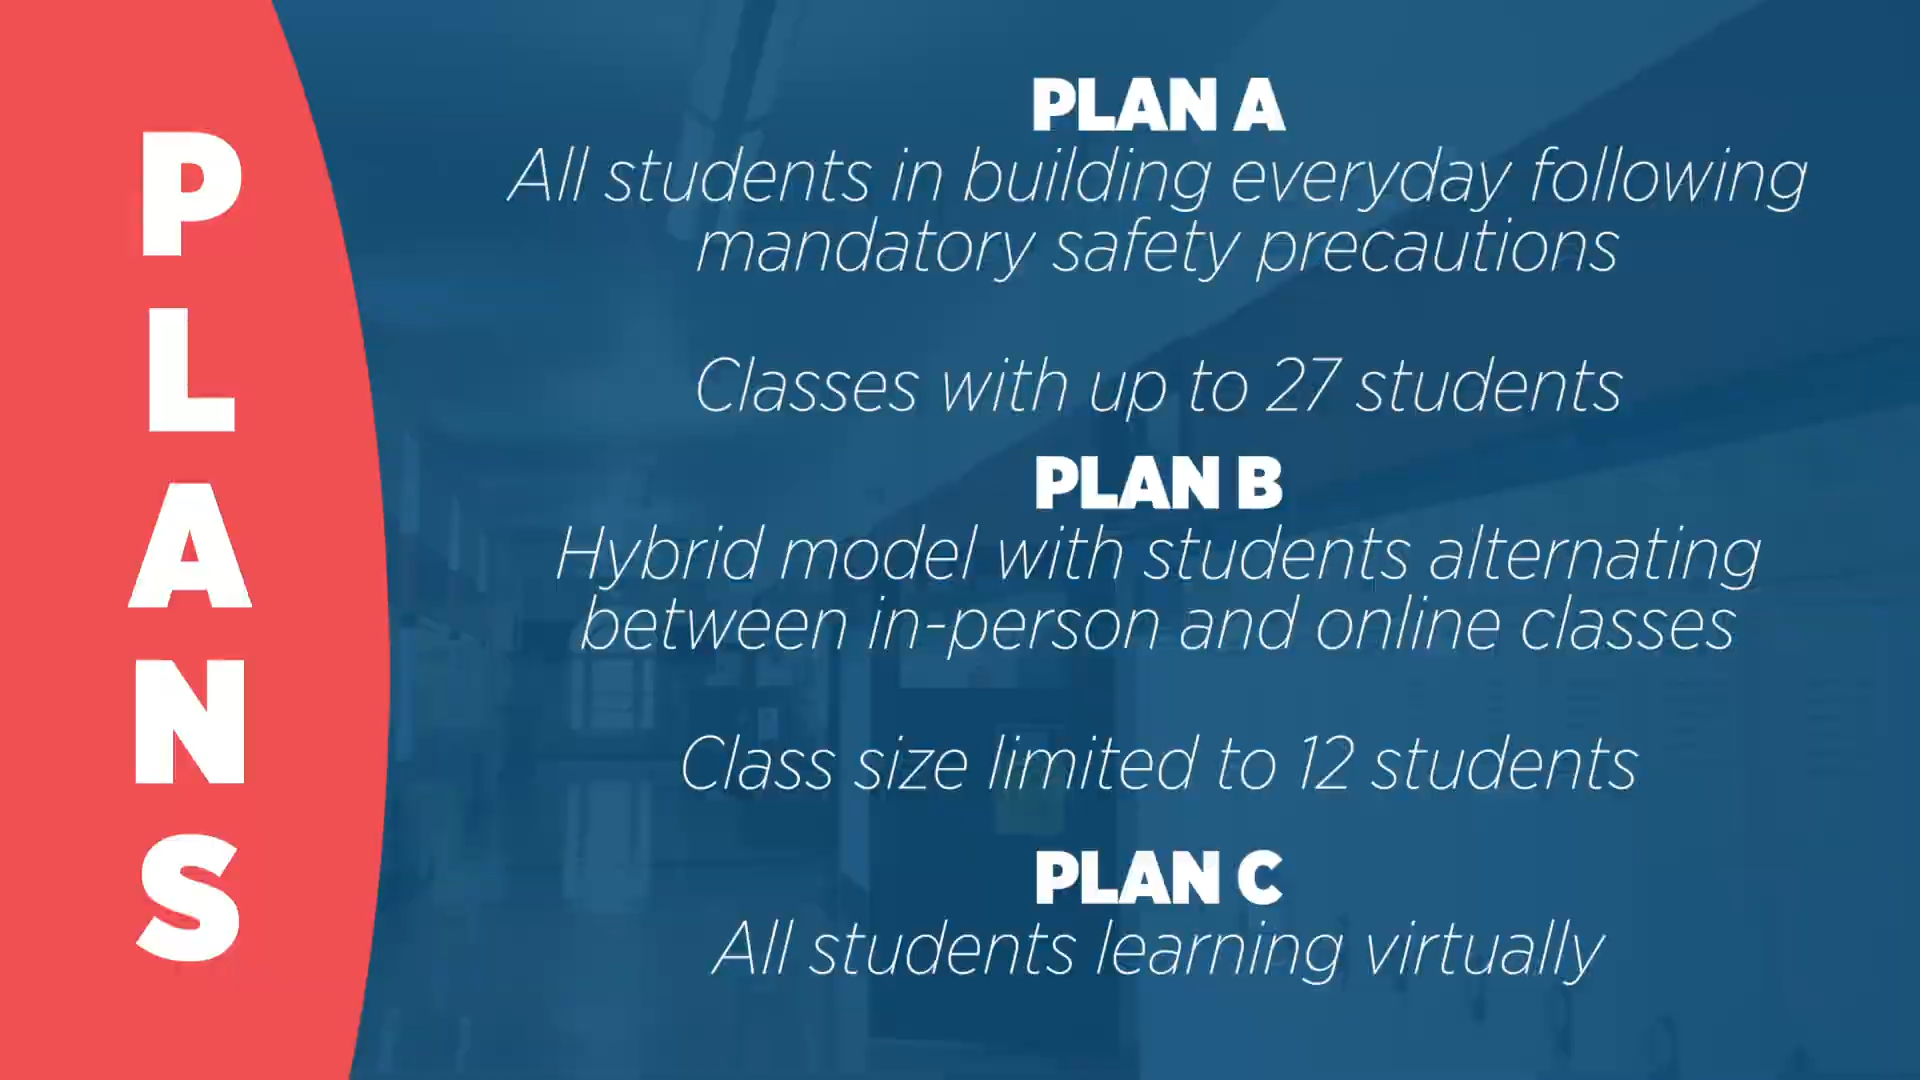 PLANS
PLAN A
All students in building everyday following
mandatory safety precautions
Classes with up to 27 students
PLAN B
Hybrid model with students alternating
between in-person and online classes
Class size limited to 12 students
PLAN C
All students learning virtually